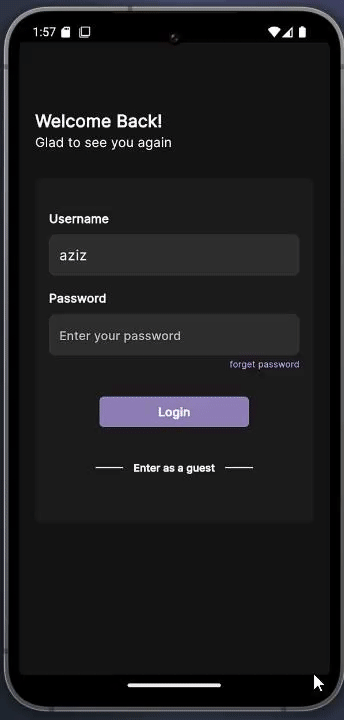 1:57
Welcome Back!
Glad to see you again
Username
aziz
Password
Enter your password
forget password
Login
Enter as a guest